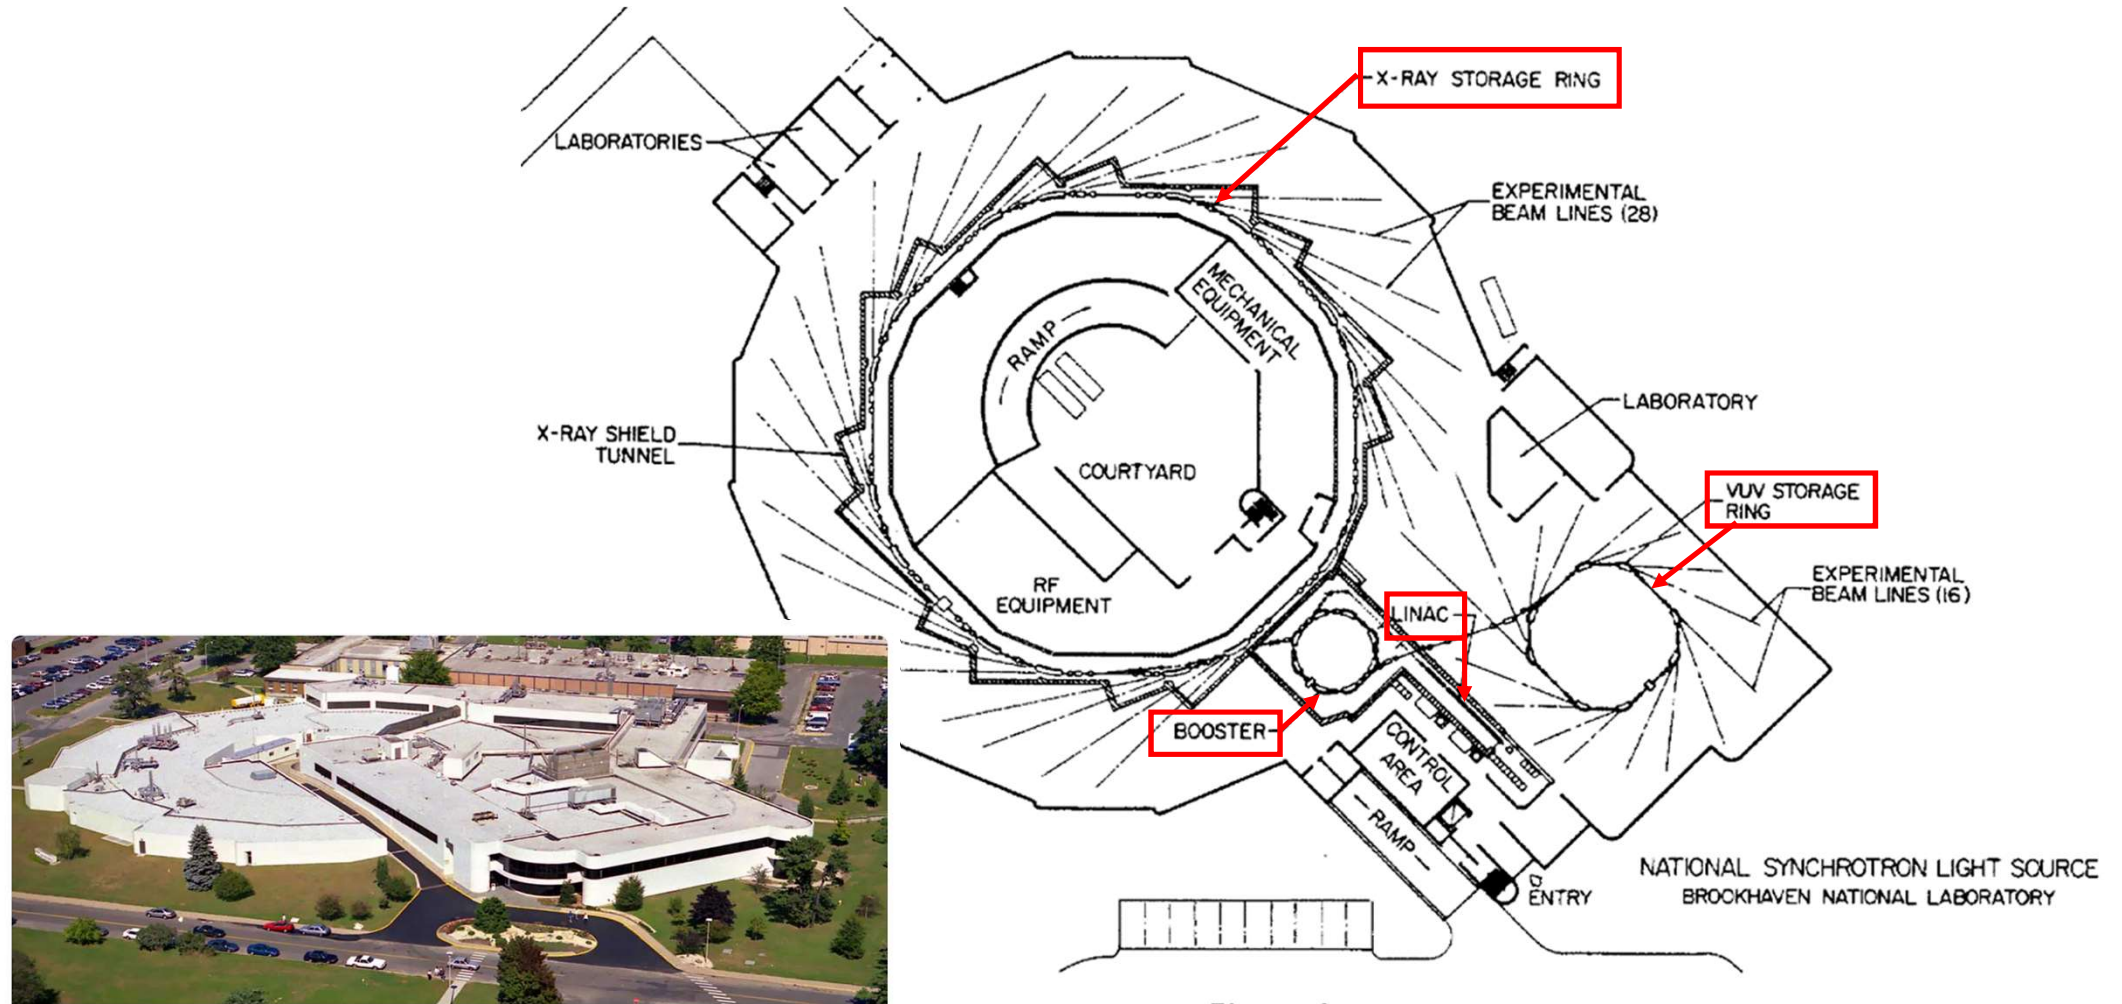 X-RAY STORAGE RING
LABORATORIES
EXPERIMENTAL
BEAM LINES (28)
MECHANICAL
EQUIPMENT
RAMP
LABORATORY
X-RAY SHIELD
TUNNEL
COURTYARD
VUV STORAGE
RING
RF
EQUIPMENT
EXPERIMENTAL
BEAM LINES (16)
LINAC
BOOSTER
CONTROL
AREA
RAMP
ENTRY
NATIONAL SYNCHROTRON LIGHT SOURCE
BROOKHAVEN NATIONAL LABORATORY